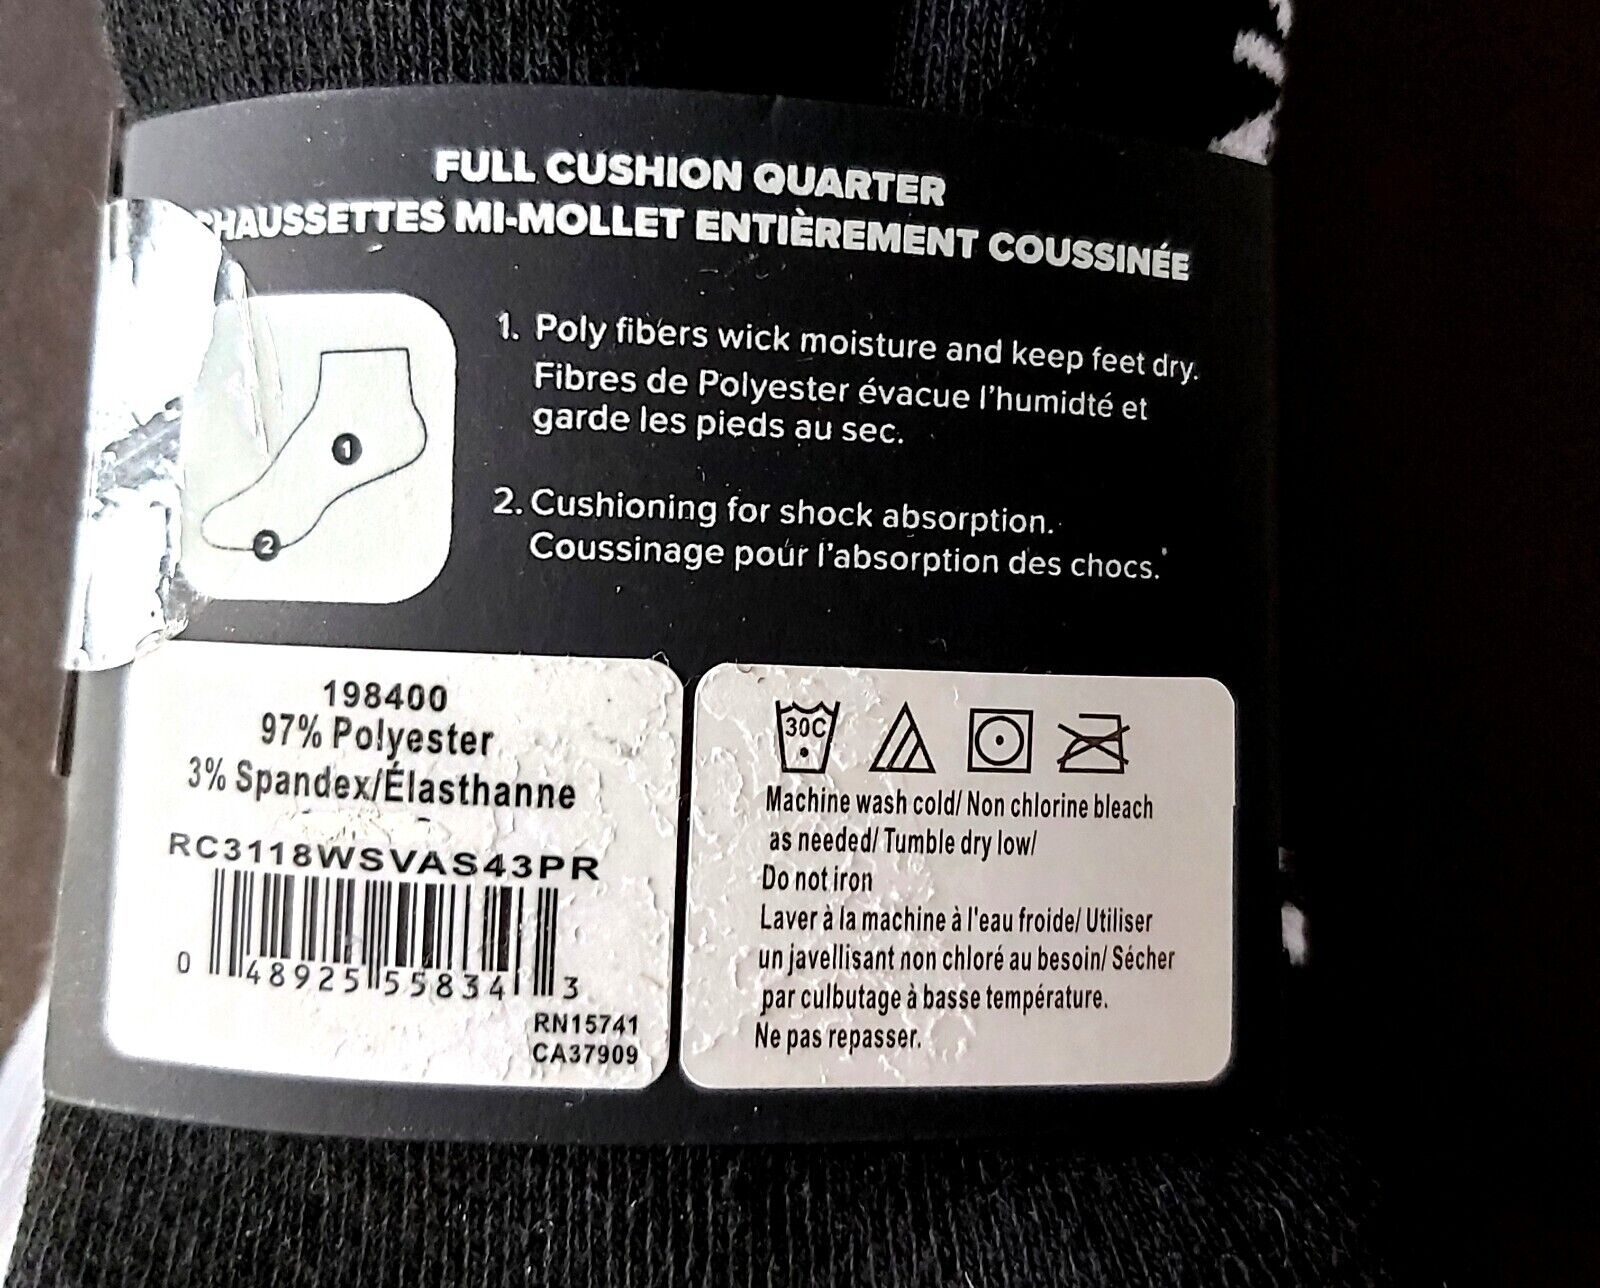 FULL CUSHION QUARTER
CHAUSSETTES MI-MOLLET ENTIÈREMENT COUSSINÉE
1
2
1. Poly fibers wick moisture and keep feet dry.
Fibres de Polyester évacue l'humidté et
garde les pieds au sec.
2. Cushioning for shock absorption.
Coussinage pour l'absorption des chocs.
198400
97% Polyester
3% Spandex/Élasthanne
RC3118WSVAS43PR
0 48925 55834 3
RN15741
CA37909
30C
Machine wash cold/ Non chlorine bleach
as needed/ Tumble dry low/
Do not iron
Laver à la machine à l'eau froide/ Utiliser
un javellisant non chloré au besoin/ Sécher
par culbutage à basse température.
Ne pas repasser.